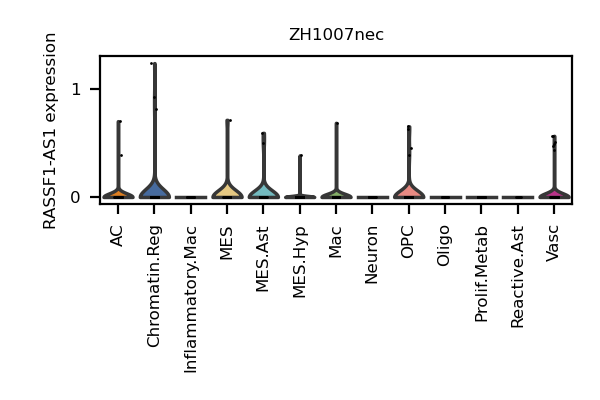 ZH1007nec
RASSF1-AS1 expression
1
0
AC
Chromatin.Reg
Inflammatory.Mac
MES
MES.Ast
MES.Hyp
Mac
Neuron
OPC
Oligo
Prolif.Metab
Reactive.Ast
Vasc